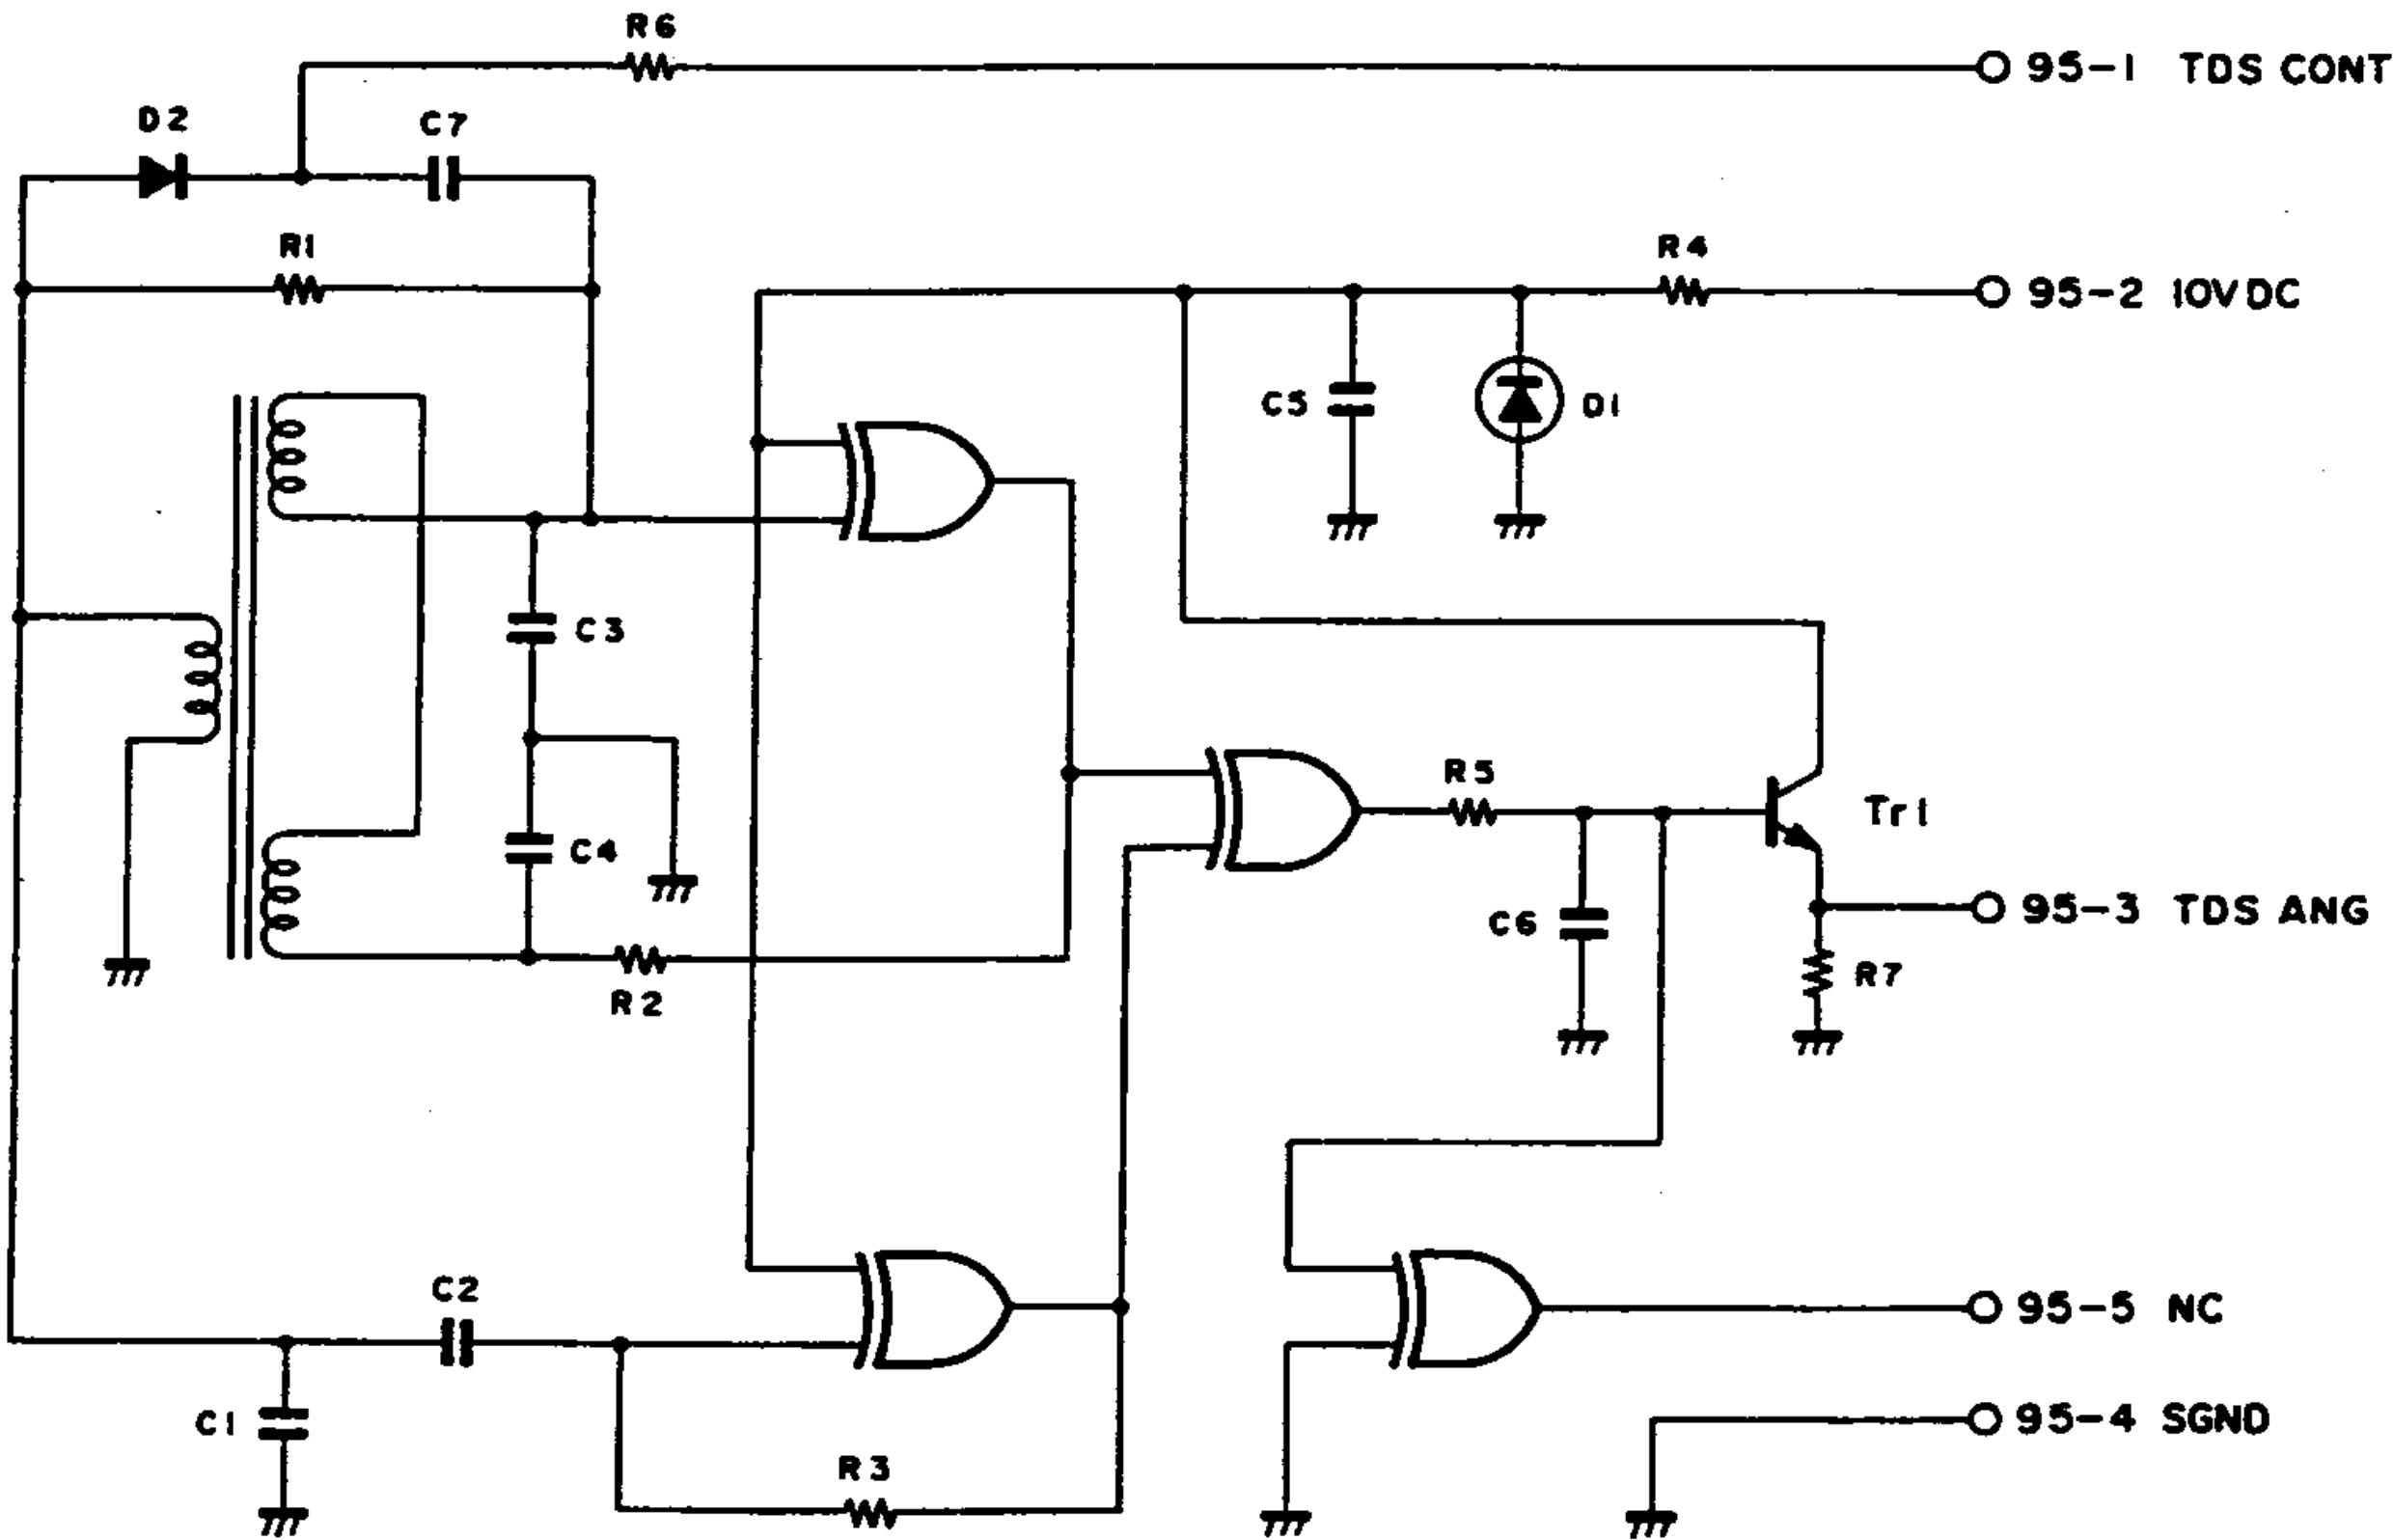 R6
95-1 TDS CONT
D2
C7
R1
R4
95-2 10VDC
C5
D1
C3
R5
Tr1
C4
95-3 TDS ANG
C6
R7
R2
C2
95-5 NC
C1
95-4 SGND
R3